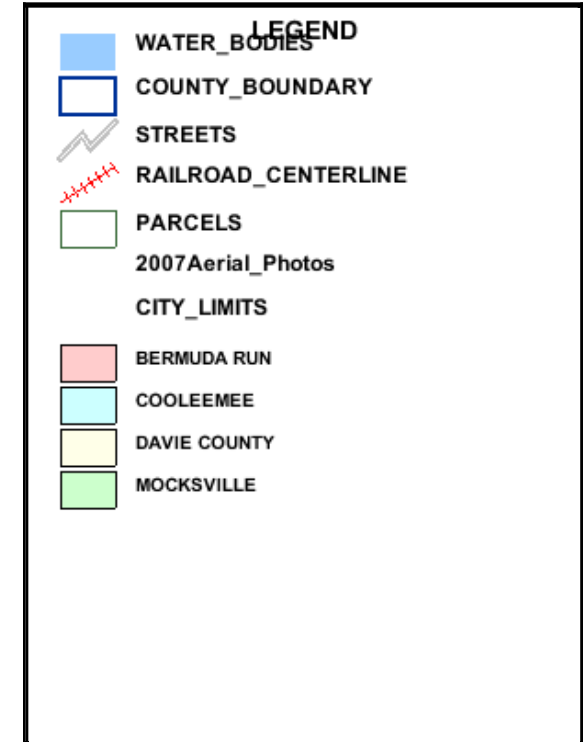 LEGEND
WATER_BODIES
COUNTY_BOUNDARY
STREETS
RAILROAD_CENTERLINE
PARCELS
2007Aerial_Photos
CITY_LIMITS
BERMUDA RUN
COOLEEMEE
DAVIE COUNTY
MOCKSVILLE